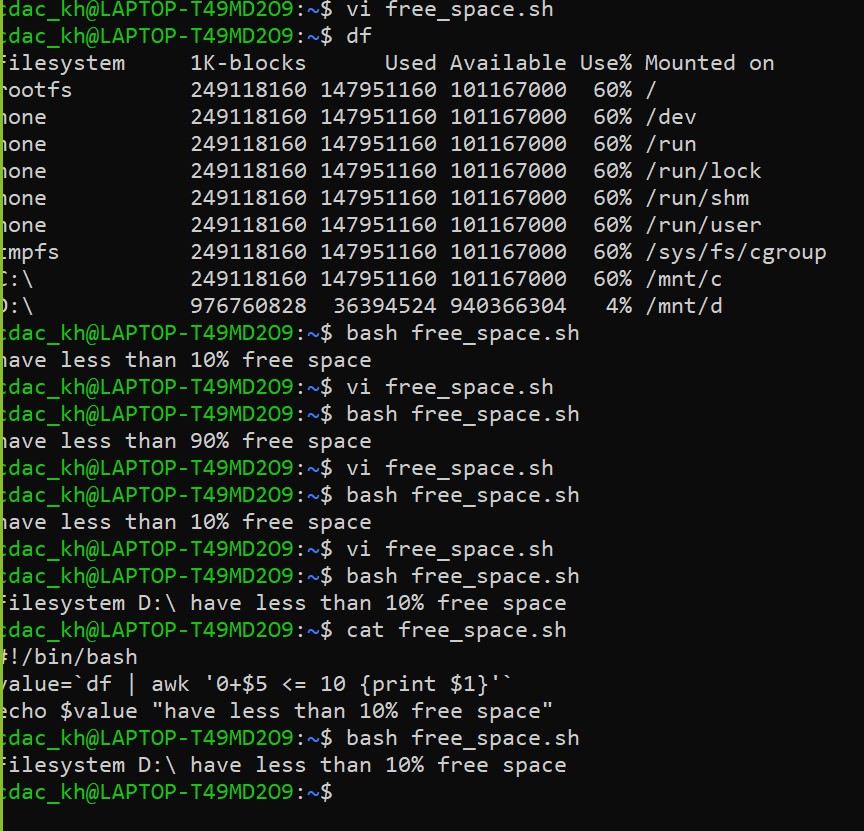 cdac_kh@LAPTOP-T49MD2O9:~$ vi free_space.sh
cdac_kh@LAPTOP-T49MD2O9:~$ df
Filesystem     1K-blocks      Used Available Use% Mounted on
rootfs         249118160 147951160 101167000  60% /
none           249118160 147951160 101167000  60% /dev
none           249118160 147951160 101167000  60% /run
none           249118160 147951160 101167000  60% /run/lock
none           249118160 147951160 101167000  60% /run/shm
none           249118160 147951160 101167000  60% /run/user
tmpfs          249118160 147951160 101167000  60% /sys/fs/cgroup
C:\            249118160 147951160 101167000  60% /mnt/c
D:\            976760828  36394524 940366304   4% /mnt/d
cdac_kh@LAPTOP-T49MD2O9:~$ bash free_space.sh
have less than 10% free space
cdac_kh@LAPTOP-T49MD2O9:~$ vi free_space.sh
cdac_kh@LAPTOP-T49MD2O9:~$ bash free_space.sh
have less than 90% free space
cdac_kh@LAPTOP-T49MD2O9:~$ vi free_space.sh
cdac_kh@LAPTOP-T49MD2O9:~$ bash free_space.sh
have less than 10% free space
cdac_kh@LAPTOP-T49MD2O9:~$ vi free_space.sh
cdac_kh@LAPTOP-T49MD2O9:~$ bash free_space.sh
Filesystem D:\ have less than 10% free space
cdac_kh@LAPTOP-T49MD2O9:~$ cat free_space.sh
#!/bin/bash
value=`df | awk '0+$5 <= 10 {print $1}'`
echo $value "have less than 10% free space"
cdac_kh@LAPTOP-T49MD2O9:~$ bash free_space.sh
Filesystem D:\ have less than 10% free space
cdac_kh@LAPTOP-T49MD2O9:~$